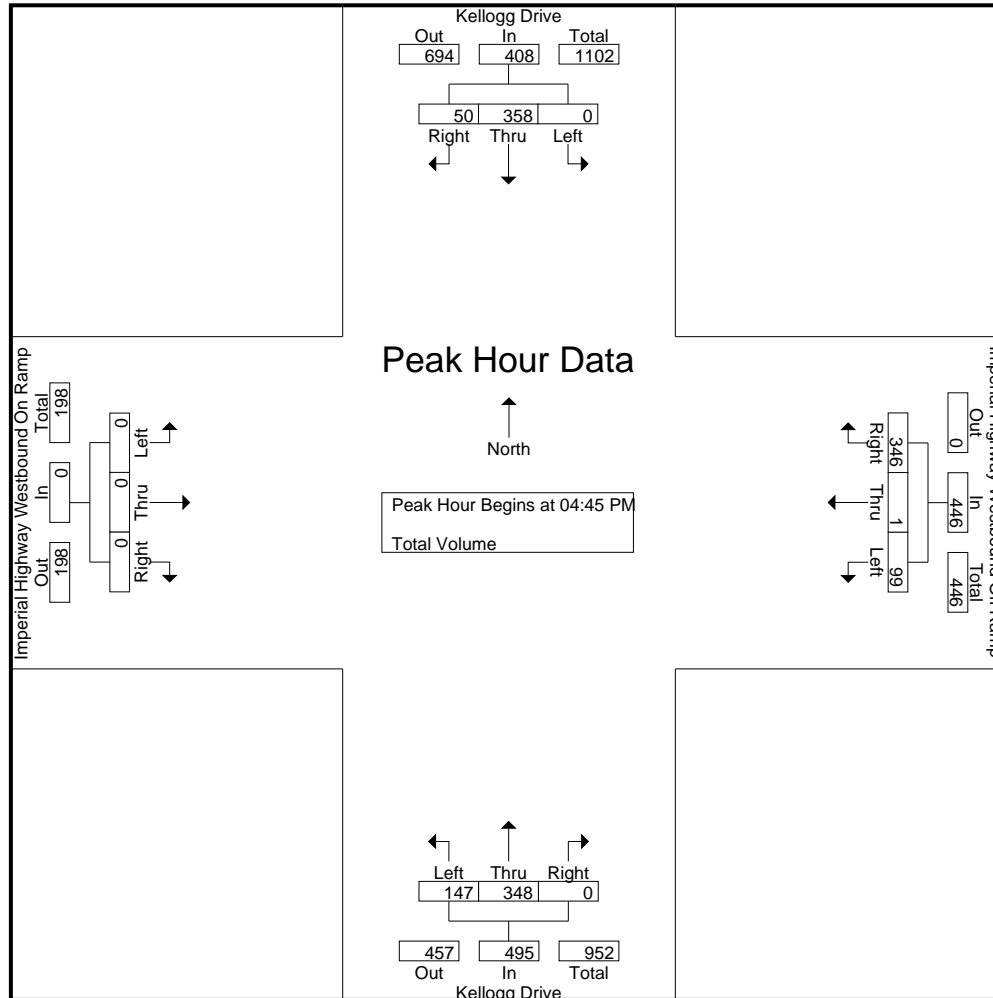 Kellogg Drive
Out In Total
694 408 1102
50 358 0
Right Thru Left
Peak Hour Data
North
Peak Hour Begins at 04:45 PM
Total Volume
Imperial Highway Westbound On Ramp
Total In Out
198 0 198
0 0 0
Left Thru Right
Out In Total
0 446 446
346 1 99
Right Thru Left
Left Thru Right
147 348 0
457 495 952
Out In Total
Kellogg Drive